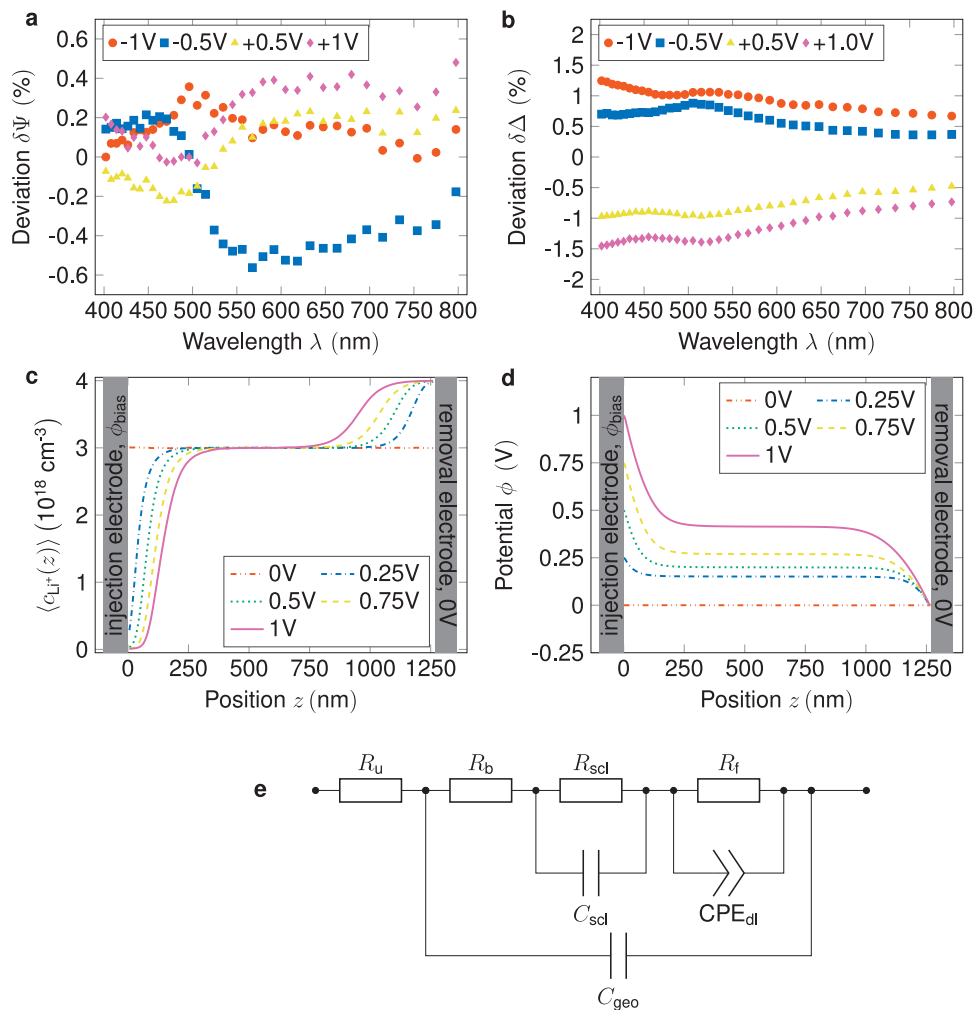 a
-1V -0.5V +0.5V +1V
0.6
0.4
0.2
0
-0.2
-0.4
-0.6
Deviation δΨ (%)
400 450 500 550 600 650 700 750 800
Wavelength λ (nm)
b
-1V -0.5V +0.5V +1.0V
2
1.5
1
0.5
0
-0.5
-1
-1.5
-2
Deviation δΔ (%)
400 450 500 550 600 650 700 750 800
Wavelength λ (nm)
c
4
3
2
1
0
⟨c_Li⁺(z)⟩ (10¹⁸ cm-3)
injection electrode, ϕ_bias
removal electrode, 0V
0V 0.25V
0.5V 0.75V
1V
0 250 500 750 1000 1250
Position z (nm)
d
1
0.75
0.5
0.25
0
-0.25
Potential ϕ (V)
injection electrode, ϕ_bias
removal electrode, 0V
0V 0.25V
0.5V 0.75V
1V
0 250 500 750 1000 1250
Position z (nm)
e
R_u R_b R_scl R_f
C_scl CPE_dl
C_geo